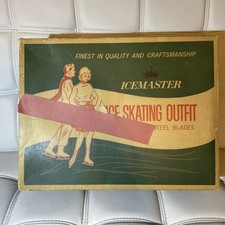 FINEST IN QUALITY AND CRAFTSMANSHIP
ICEMASTER
ICE SKATING OUTFIT
STEEL BLADES